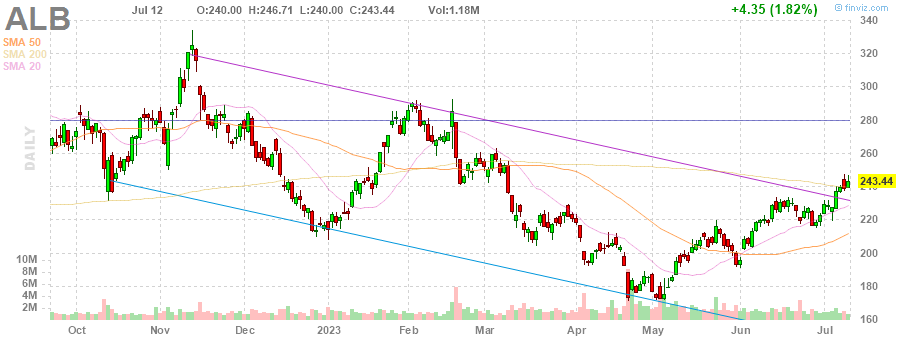 ALB Jul 12 O:240.00 H:246.71 L:240.00 C:243.44 Vol:1.18M +4.35 (1.82%) finviz.com
SMA 50
SMA 200
SMA 20
DAILY
340
320
300
280
260
243.44
240
220
200
180
160
10M
8M
6M
4M
2M
Oct Nov Dec 2023 Feb Mar Apr May Jun Jul